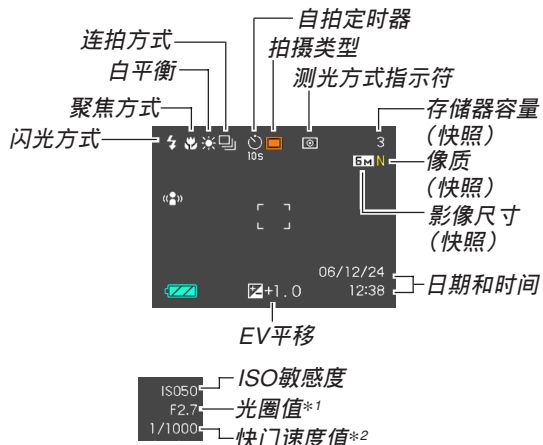 自拍定时器
连拍方式
拍摄类型
白平衡
测光方式指示符
聚焦方式
存储器容量
(快照)
闪光方式
10s
3
6M N
像质
(快照)
影像尺寸
(快照)
06/12/24
12:38
日期和时间
+1.0
EV平移
ISO50
ISO敏感度
F2.7
光圈值*1
1/1000
快门速度值*2